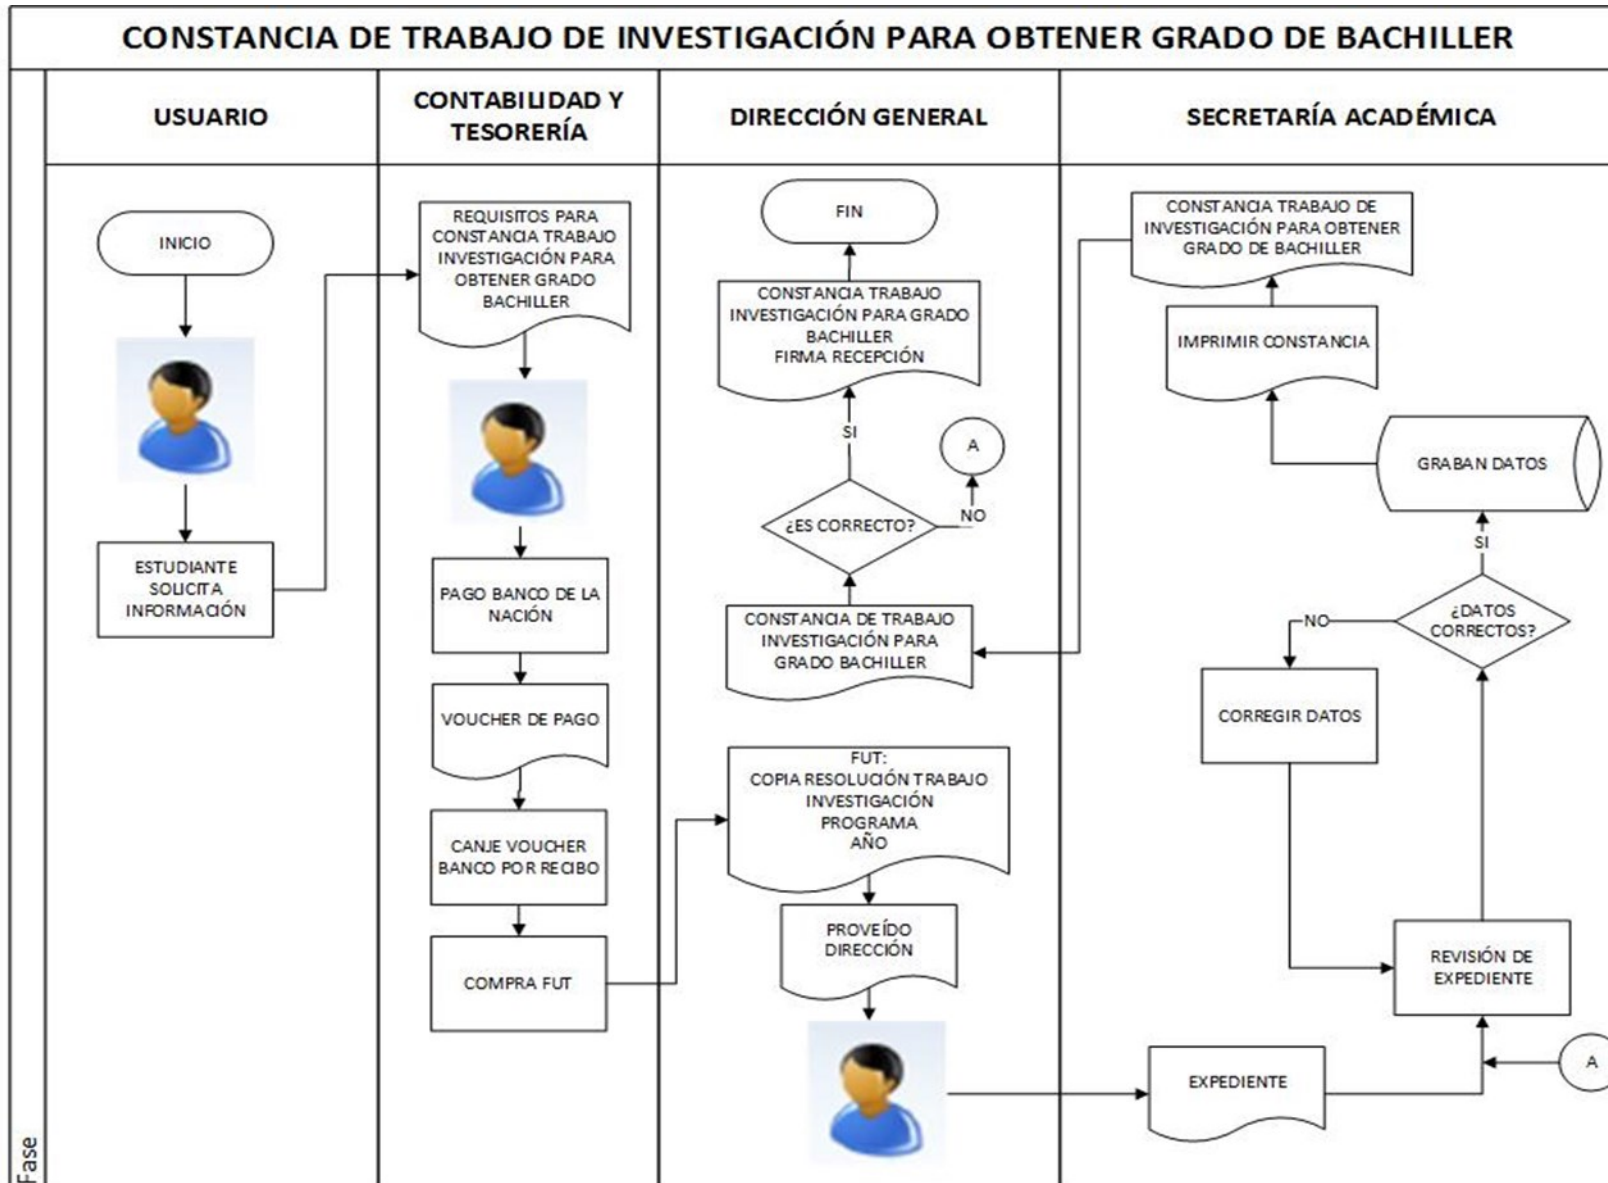 CONSTANCIA DE TRABAJO DE INVESTIGACIÓN PARA OBTENER GRADO DE BACHILLER
Fase
USUARIO
INICIO
ESTUDIANTE
SOLICITA
INFORMACIÓN
CONTABILIDAD Y
TESORERÍA
REQUISITOS PARA
CONSTANCIA TRABAJO
INVESTIGACIÓN PARA
OBTENER GRADO
BACHILLER
PAGO BANCO DE LA
NACIÓN
VOUCHER DE PAGO
CANJE VOUCHER
BANCO POR RECIBO
COMPRA FUT
DIRECCIÓN GENERAL
FIN
CONSTANCIA TRABAJO
INVESTIGACIÓN PARA GRADO
BACHILLER
FIRMA RECEPCIÓN
SI
A
¿ES CORRECTO?
NO
CONSTANCIA DE TRABAJO
INVESTIGACIÓN PARA
GRADO BACHILLER
FUT:
COPIA RESOLUCIÓN TRABAJO
INVESTIGACIÓN
PROGRAMA
AÑO
PROVEÍDO
DIRECCIÓN
SECRETARÍA ACADÉMICA
CONSTANCIA TRABAJO DE
INVESTIGACIÓN PARA OBTENER
GRADO DE BACHILLER
IMPRIMIR CONSTANCIA
GRABAN DATOS
SI
¿DATOS
CORRECTOS?
NO
CORREGIR DATOS
REVISIÓN DE
EXPEDIENTE
EXPEDIENTE
A